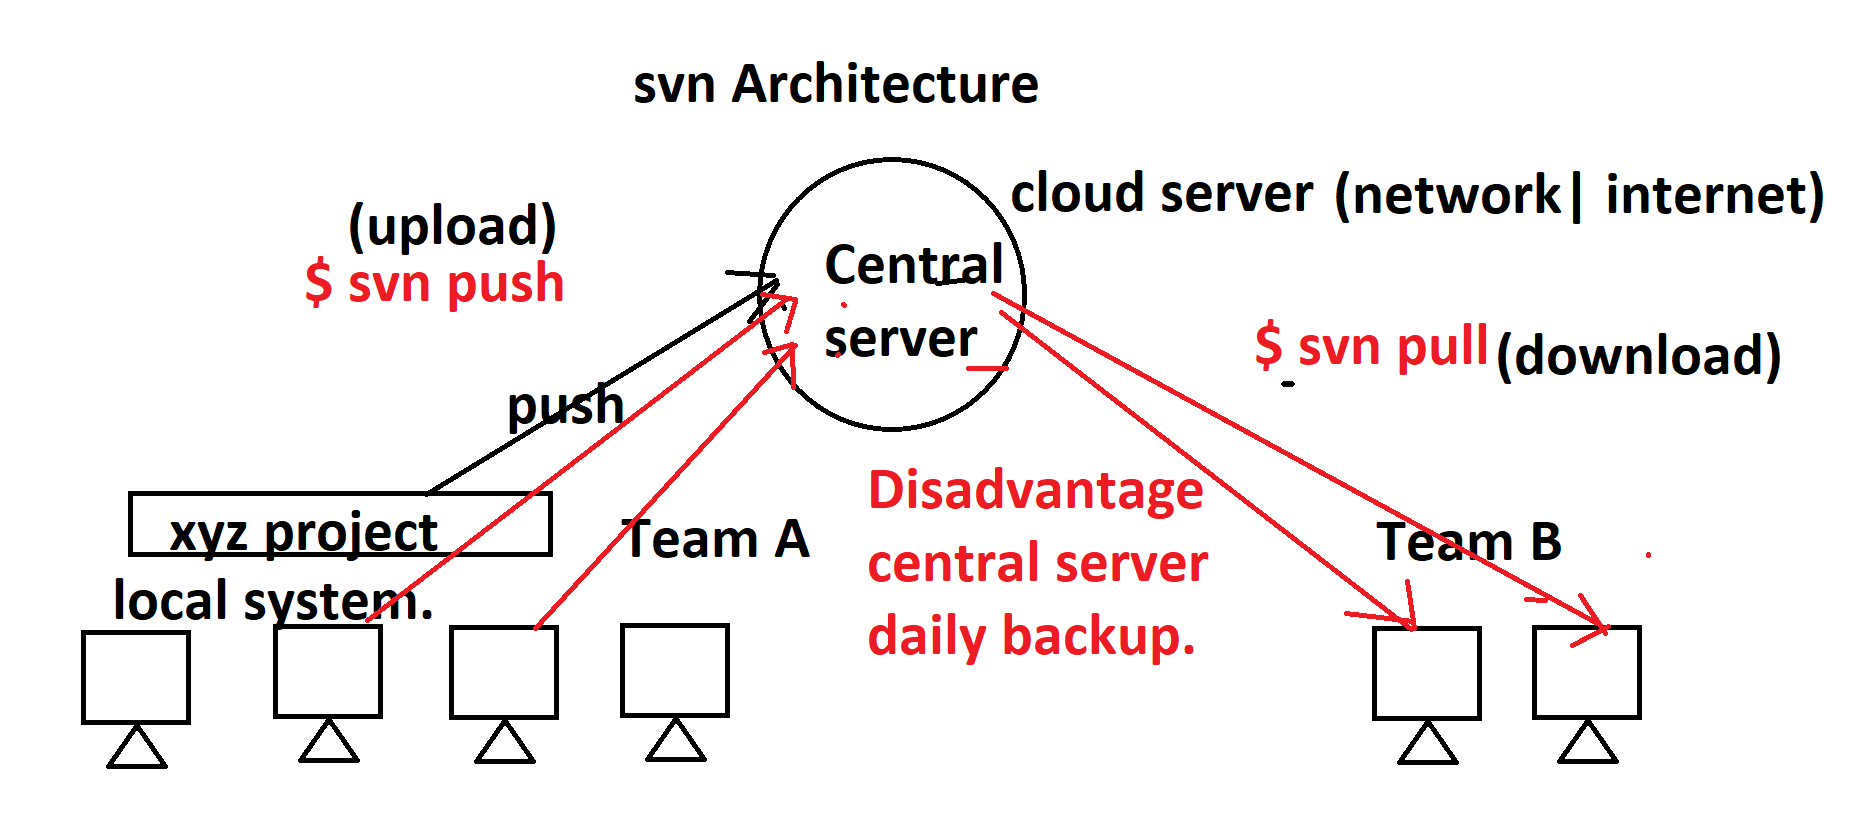 svn Architecture
cloud server (network| internet)
(upload)
$ svn push
Central
server
$ svn pull (download)
push
Disadvantage
central server
daily backup.
xyz project
local system.
Team A
Team B